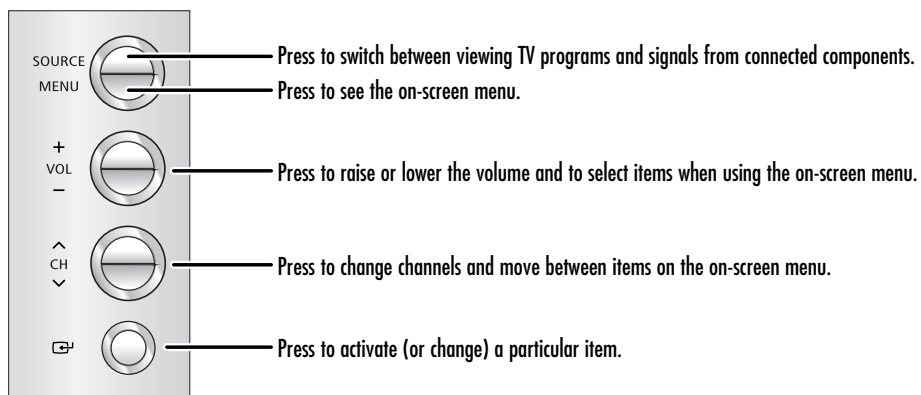 SOURCE
Press to switch between viewing TV programs and signals from connected components.
MENU
Press to see the on-screen menu.
+
VOL
Press to raise or lower the volume and to select items when using the on-screen menu.
−
CH
Press to change channels and move between items on the on-screen menu.
Press to activate (or change) a particular item.